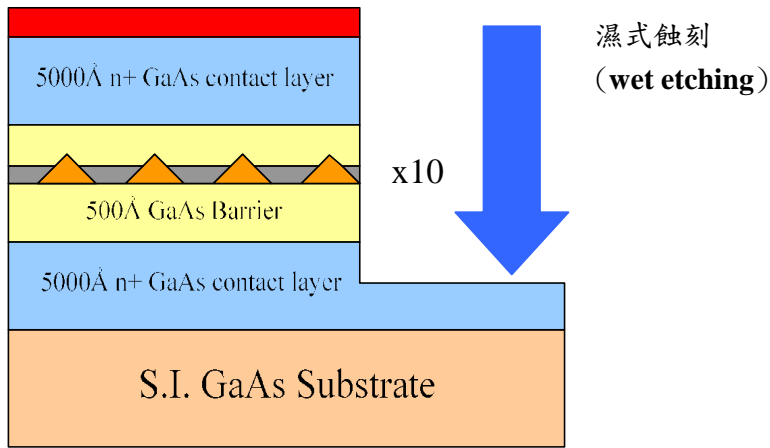 濕式蝕刻
（wet etching）
5000Å n+ GaAs contact layer
x10
500Å GaAs Barrier
5000Å n+ GaAs contact layer
S.I. GaAs Substrate